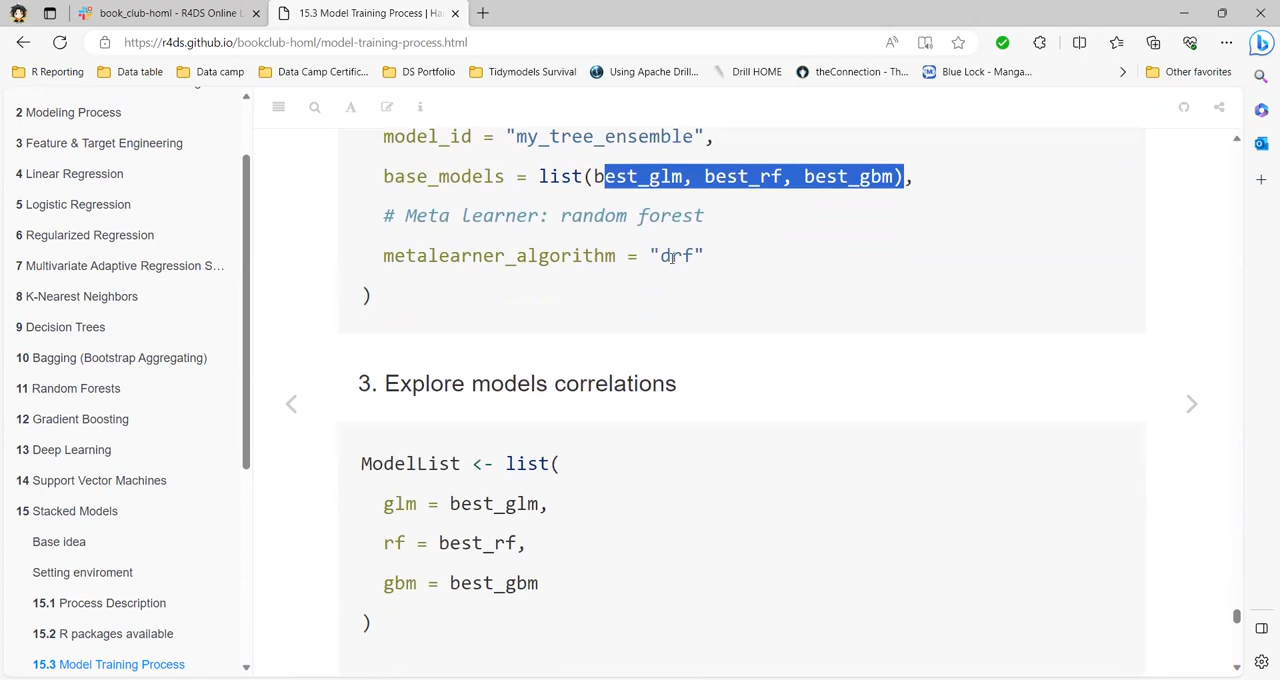 book_club-homl - R4DS Online L
15.3 Model Training Process | Ha
https://r4ds.github.io/bookclub-homl/model-training-process.html
R Reporting
Data table
Data camp
Data Camp Certific...
DS Portfolio
Tidymodels Survival
Using Apache Drill...
Drill HOME
theConnection - Th...
Blue Lock - Manga...
Other favorites
2 Modeling Process
3 Feature & Target Engineering
4 Linear Regression
5 Logistic Regression
6 Regularized Regression
7 Multivariate Adaptive Regression S...
8 K-Nearest Neighbors
9 Decision Trees
10 Bagging (Bootstrap Aggregating)
11 Random Forests
12 Gradient Boosting
13 Deep Learning
14 Support Vector Machines
15 Stacked Models
Base idea
Setting enviroment
15.1 Process Description
15.2 R packages available
15.3 Model Training Process
model_id = "my_tree_ensemble",
base_models = list(best_glm, best_rf, best_gbm),
# Meta learner: random forest
metalearner_algorithm = "drf"
)
3. Explore models correlations
ModelList <- list(
glm = best_glm,
rf = best_rf,
gbm = best_gbm
)